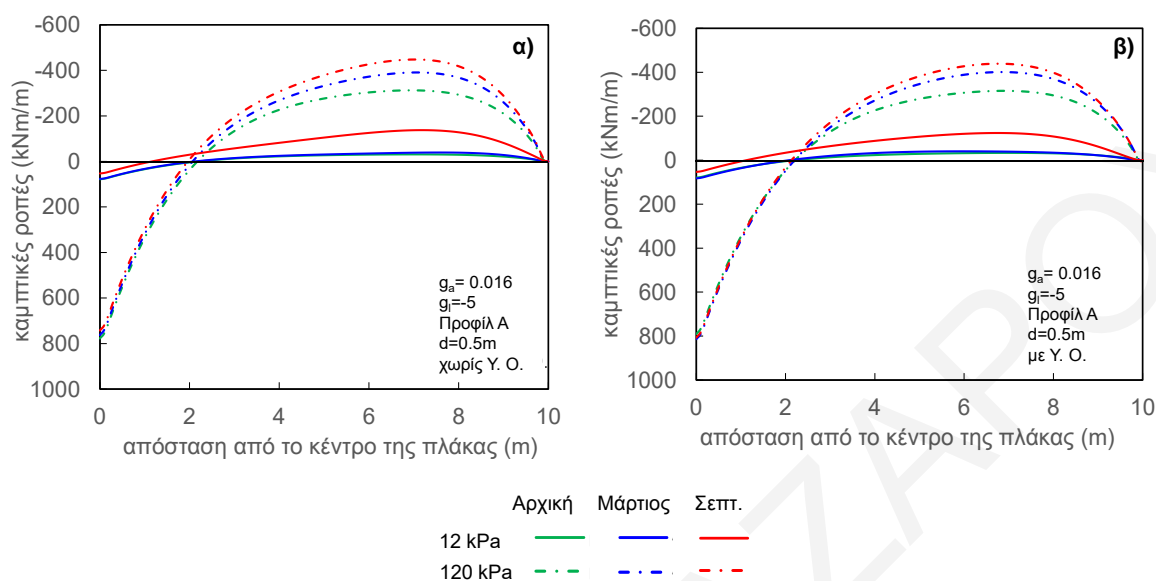 α)
-600
-400
-200
0
200
400
600
800
1000
0 2 4 6 8 10
καμπτικές ροπές (kNm/m)
απόσταση από το κέντρο της πλάκας (m)
gₐ= 0.016
gₗ=-5
Προφίλ Α
d=0.5m
χωρίς Υ. Ο.
β)
-600
-400
-200
0
200
400
600
800
1000
0 2 4 6 8 10
καμπτικές ροπές (kNm/m)
απόσταση από το κέντρο της πλάκας (m)
gₐ= 0.016
gₗ=-5
Προφίλ Α
d=0.5m
με Υ. Ο.
Αρχική Μάρτιος Σεπτ.
12 kPa
120 kPa